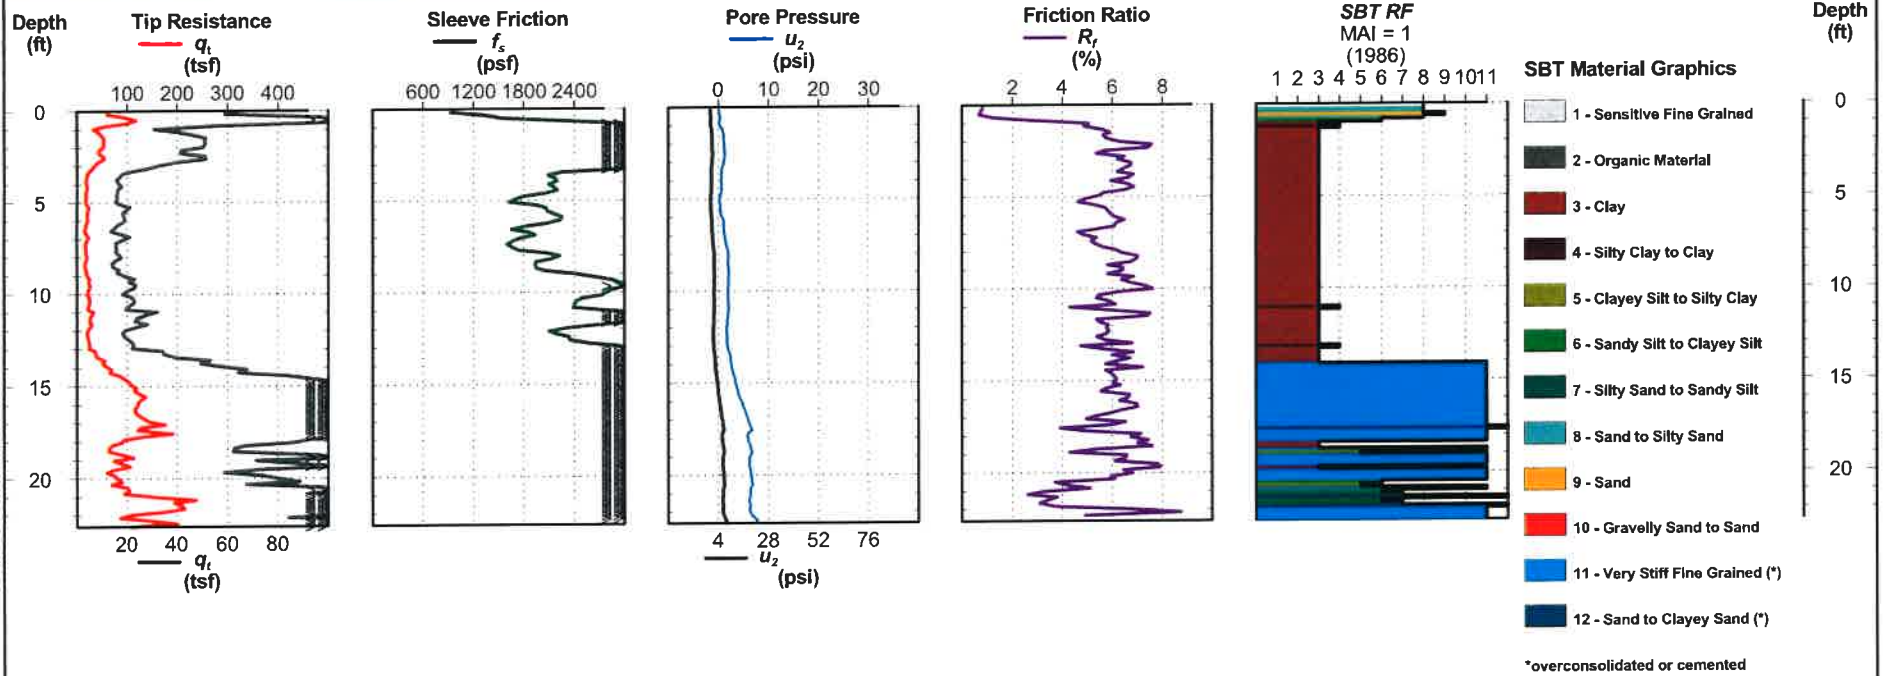 Depth
(ft)
Tip Resistance
qt
(tsf)
100 200 300 400
0
5
10
15
20
20 40 60 80
qt
(tsf)
Sleeve Friction
fs
(psf)
600 1200 1800 2400
Pore Pressure
u2
(psi)
0 10 20 30
4 28 52 76
u2
(psi)
Friction Ratio
Rf
(%)
2 4 6 8
SBT RF
MAI = 1
(1986)
1 2 3 4 5 6 7 8 9 10 11
SBT Material Graphics
1 - Sensitive Fine Grained
2 - Organic Material
3 - Clay
4 - Silty Clay to Clay
5 - Clayey Silt to Silty Clay
6 - Sandy Silt to Clayey Silt
7 - Silty Sand to Sandy Silt
8 - Sand to Silty Sand
9 - Sand
10 - Gravelly Sand to Sand
11 - Very Stiff Fine Grained (*)
12 - Sand to Clayey Sand (*)
*overconsolidated or cemented
Depth
(ft)
0
5
10
15
20